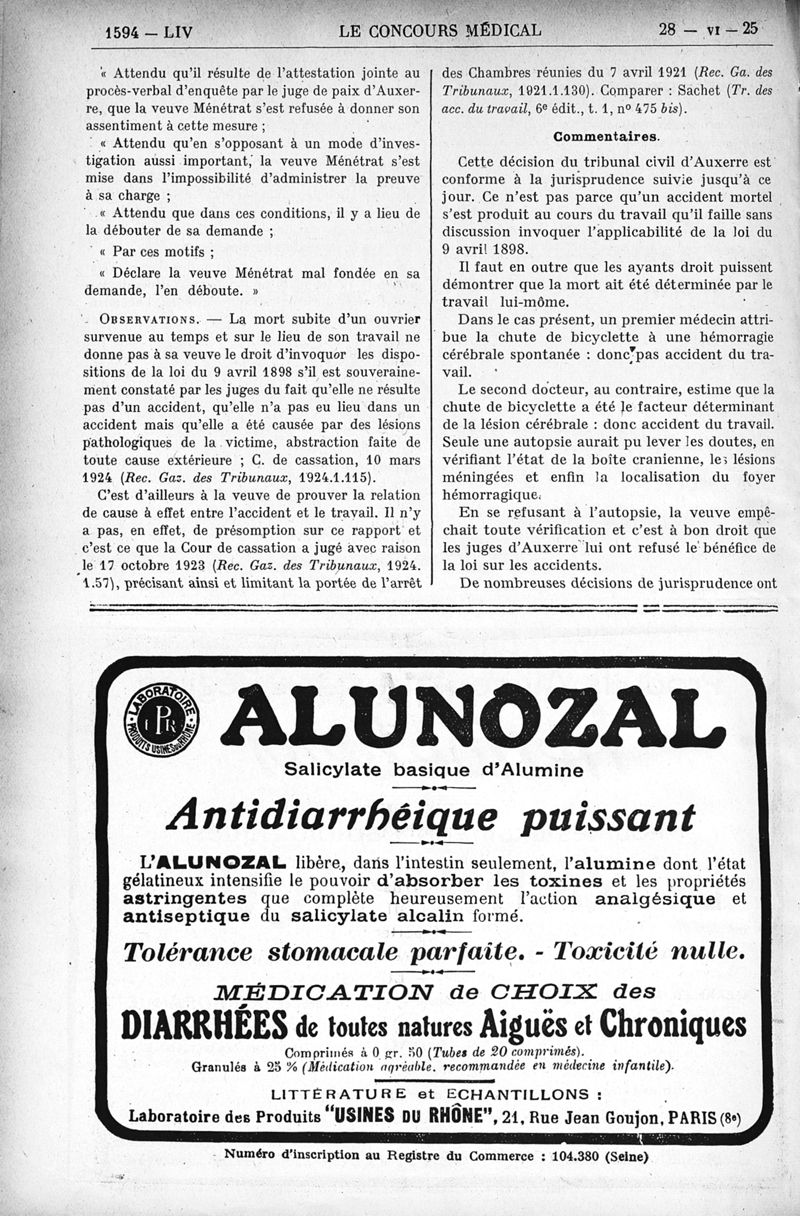 1594 — LIV
LE CONCOURS MÉDICAL
28 — VI — 25
« Attendu qu'il résulte de l'attestation jointe au
procès-verbal d'enquête par le juge de paix d'Auxer-
re, que la veuve Ménétrat s'est refusée à donner son
assentiment à cette mesure ;
« Attendu qu'en s'opposant à un mode d'inves-
tigation aussi important, la veuve Ménétrat s'est
mise dans l'impossibilité d'administrer la preuve
à sa charge ;
« Attendu que dans ces conditions, il y a lieu de
la débouter de sa demande ;
« Par ces motifs ;
« Déclare la veuve Ménétrat mal fondée en sa
demande, l'en déboute. »
OBSERVATIONS. — La mort subite d'un ouvrier
survenue au temps et sur le lieu de son travail ne
donne pas à sa veuve le droit d'invoquor les dispo-
sitions de la loi du 9 avril 1898 s'il est souveraine-
ment constaté par les juges du fait qu'elle ne résulte
pas d'un accident, qu'elle n'a pas eu lieu dans un
accident mais qu'elle a été causée par des lésions
pathologiques de la victime, abstraction faite de
toute cause extérieure ; C. de cassation, 10 mars
1924 (Rec. Gaz. des Tribunaux, 1924.1.115).
C'est d'ailleurs à la veuve de prouver la relation
de cause à effet entre l'accident et le travail. Il n'y
a pas, en effet, de présomption sur ce rapport et
c'est ce que la Cour de cassation a jugé avec raison
le 17 octobre 1923 (Rec. Gaz. des Tribunaux, 1924.
1.57), précisant ainsi et limitant la portée de l'arrêt
des Chambres réunies du 7 avril 1921 (Rec. Ga. des
Tribunaux, 1921.1.130). Comparer : Sachet (Tr. des
acc. du travail, 6e édit., t. 1, no 475 bis).
Commentaires.
Cette décision du tribunal civil d'Auxerre est
conforme à la jurisprudence suivie jusqu'à ce
jour. Ce n'est pas parce qu'un accident mortel
s'est produit au cours du travail qu'il faille sans
discussion invoquer l'applicabilité de la loi du
9 avril 1898.
Il faut en outre que les ayants droit puissent
démontrer que la mort ait été déterminée par le
travail lui-môme.
Dans le cas présent, un premier médecin attri-
bue la chute de bicyclette à une hémorragie
cérébrale spontanée : donc pas accident du tra-
vail.
Le second docteur, au contraire, estime que la
chute de bicyclette a été le facteur déterminant
de la lésion cérébrale : donc accident du travail.
Seule une autopsie aurait pu lever les doutes, en
vérifiant l'état de la boîte cranienne, les lésions
méningées et enfin la localisation du foyer
hémorragique.
En se refusant à l'autopsie, la veuve empê-
chait toute vérification et c'est à bon droit que
les juges d'Auxerre lui ont refusé le bénéfice de
la loi sur les accidents.
De nombreuses décisions de jurisprudence ont
LABORATOIRE
PRODUITS USINES DU RHONE
ALUNOZAL
Salicylate basique d'Alumine
Antidiarrhéique puissant
L'ALUNOZAL libère, dans l'intestin seulement, l'alumine dont l'état
gélatineux intensifie le pouvoir d'absorber les toxines et les propriétés
astringentes que complète heureusement l'action analgésique et
antiseptique du salicylate alcalin formé.
Tolérance stomacale parfaite. - Toxicité nulle.
MÉDICATION de CHOIX des
DIARRHÉES de toutes natures Aiguës et Chroniques
Comprimés à 0 gr. 50 (Tubes de 20 comprimés).
Granulés à 25 % (Médication agréable. recommandée en médecine infantile).
LITTÉRATURE et ECHANTILLONS :
Laboratoire des Produits "USINES DU RHÔNE", 21, Rue Jean Goujon, PARIS (8e)
Numéro d'inscription au Registre du Commerce : 104.380 (Seine)